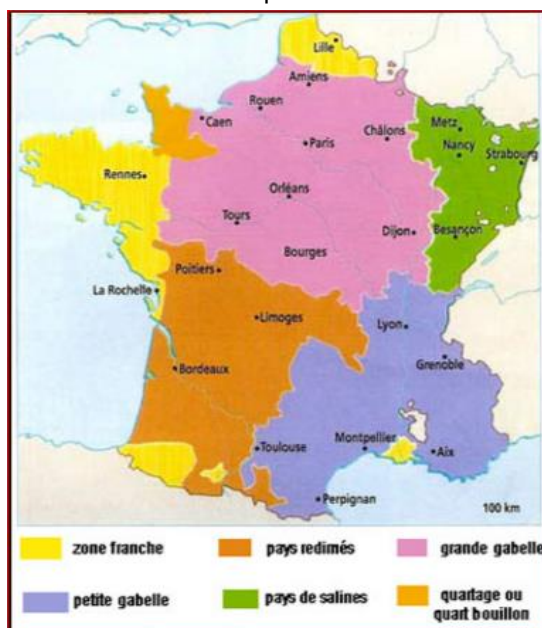 Lille
Amiens
Rouen
Caen
Metz
Châlons
Paris
Nancy
Strabourg
Rennes
Orléans
Tours
Dijon
Besançon
Bourges
Poitiers
La Rochelle
Limoges
Lyon
Grenoble
Bordeaux
Toulouse
Montpellier
Aix
Perpignan
100 km
zone franche
pays redimés
grande gabelle
petite gabelle
pays de salines
quartage ou
quart bouillon